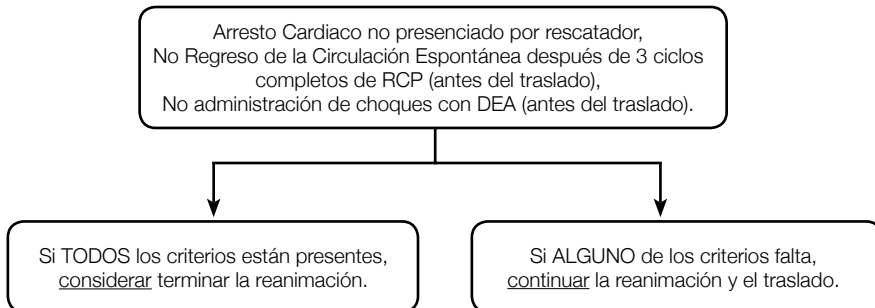 Arresto Cardiaco no presenciado por rescatador,
No Regreso de la Circulación Espontánea después de 3 ciclos
completos de RCP (antes del traslado),
No administración de choques con DEA (antes del traslado).
Si TODOS los criterios están presentes,
considerar terminar la reanimación.
Si ALGUNO de los criterios falta,
continuar la reanimación y el traslado.